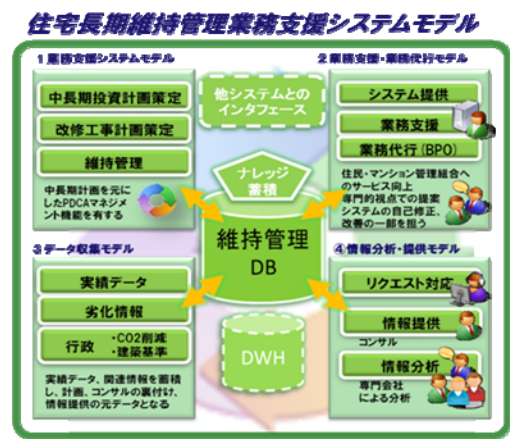 住宅長期維持管理業務支援システムモデル
1 業務支援システムモデル
中長期投資計画策定
改修工事計画策定
維持管理
中長期計画を元に
したPDCAマネジメ
ント機能を有する
他システムとの
インタフェース
2 業務支援・業務代行モデル
システム提供
業務支援
業務代行(BPO)
住民・マンション管理組合へ
のサービス向上
専門的視点での提案
システムの自己修正、
改善の一部を担う
ナレッジ
蓄積
維持管理
DB
DWH
3 データ収集モデル
実績データ
劣化情報
行政
・CO2削減
・建築基準
実績データ、関連情報を蓄積
し、計画、コンサルの裏付け、
情報提供の元データとなる
④ 情報分析・提供モデル
リクエスト対応
情報提供
コンサル
情報分析
専門会社
による分析